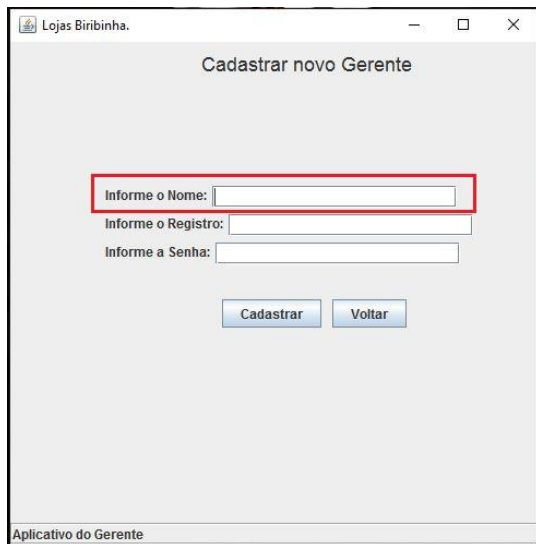 Lojas Biribinha.
Cadastrar novo Gerente
Informe o Nome:
Informe o Registro:
Informe a Senha:
Cadastrar Voltar
Aplicativo do Gerente